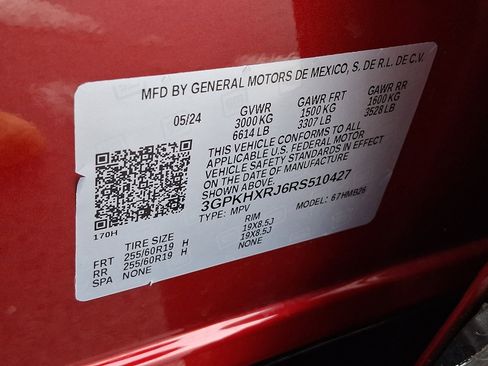 MFD BY GENERAL MOTORS DE MEXICO, S. DE R.L. DE C.V.
05/24 GVWR GAWR FRT GAWR RR
3000 KG 1500 KG 1600 KG
6614 LB 3307 LB 3528 LB
THIS VEHICLE CONFORMS TO ALL
APPLICABLE U.S. FEDERAL MOTOR
VEHICLE SAFETY STANDARDS IN EFFECT
ON THE DATE OF MANUFACTURE
SHOWN ABOVE.
3GPKHXRJ6RS510427
TYPE: MPV MODEL: 67HMB26
170H
TIRE SIZE RIM
FRT 255/60R19 H 19X8.5J
RR 255/60R19 H 19X8.5J
SPA NONE NONE